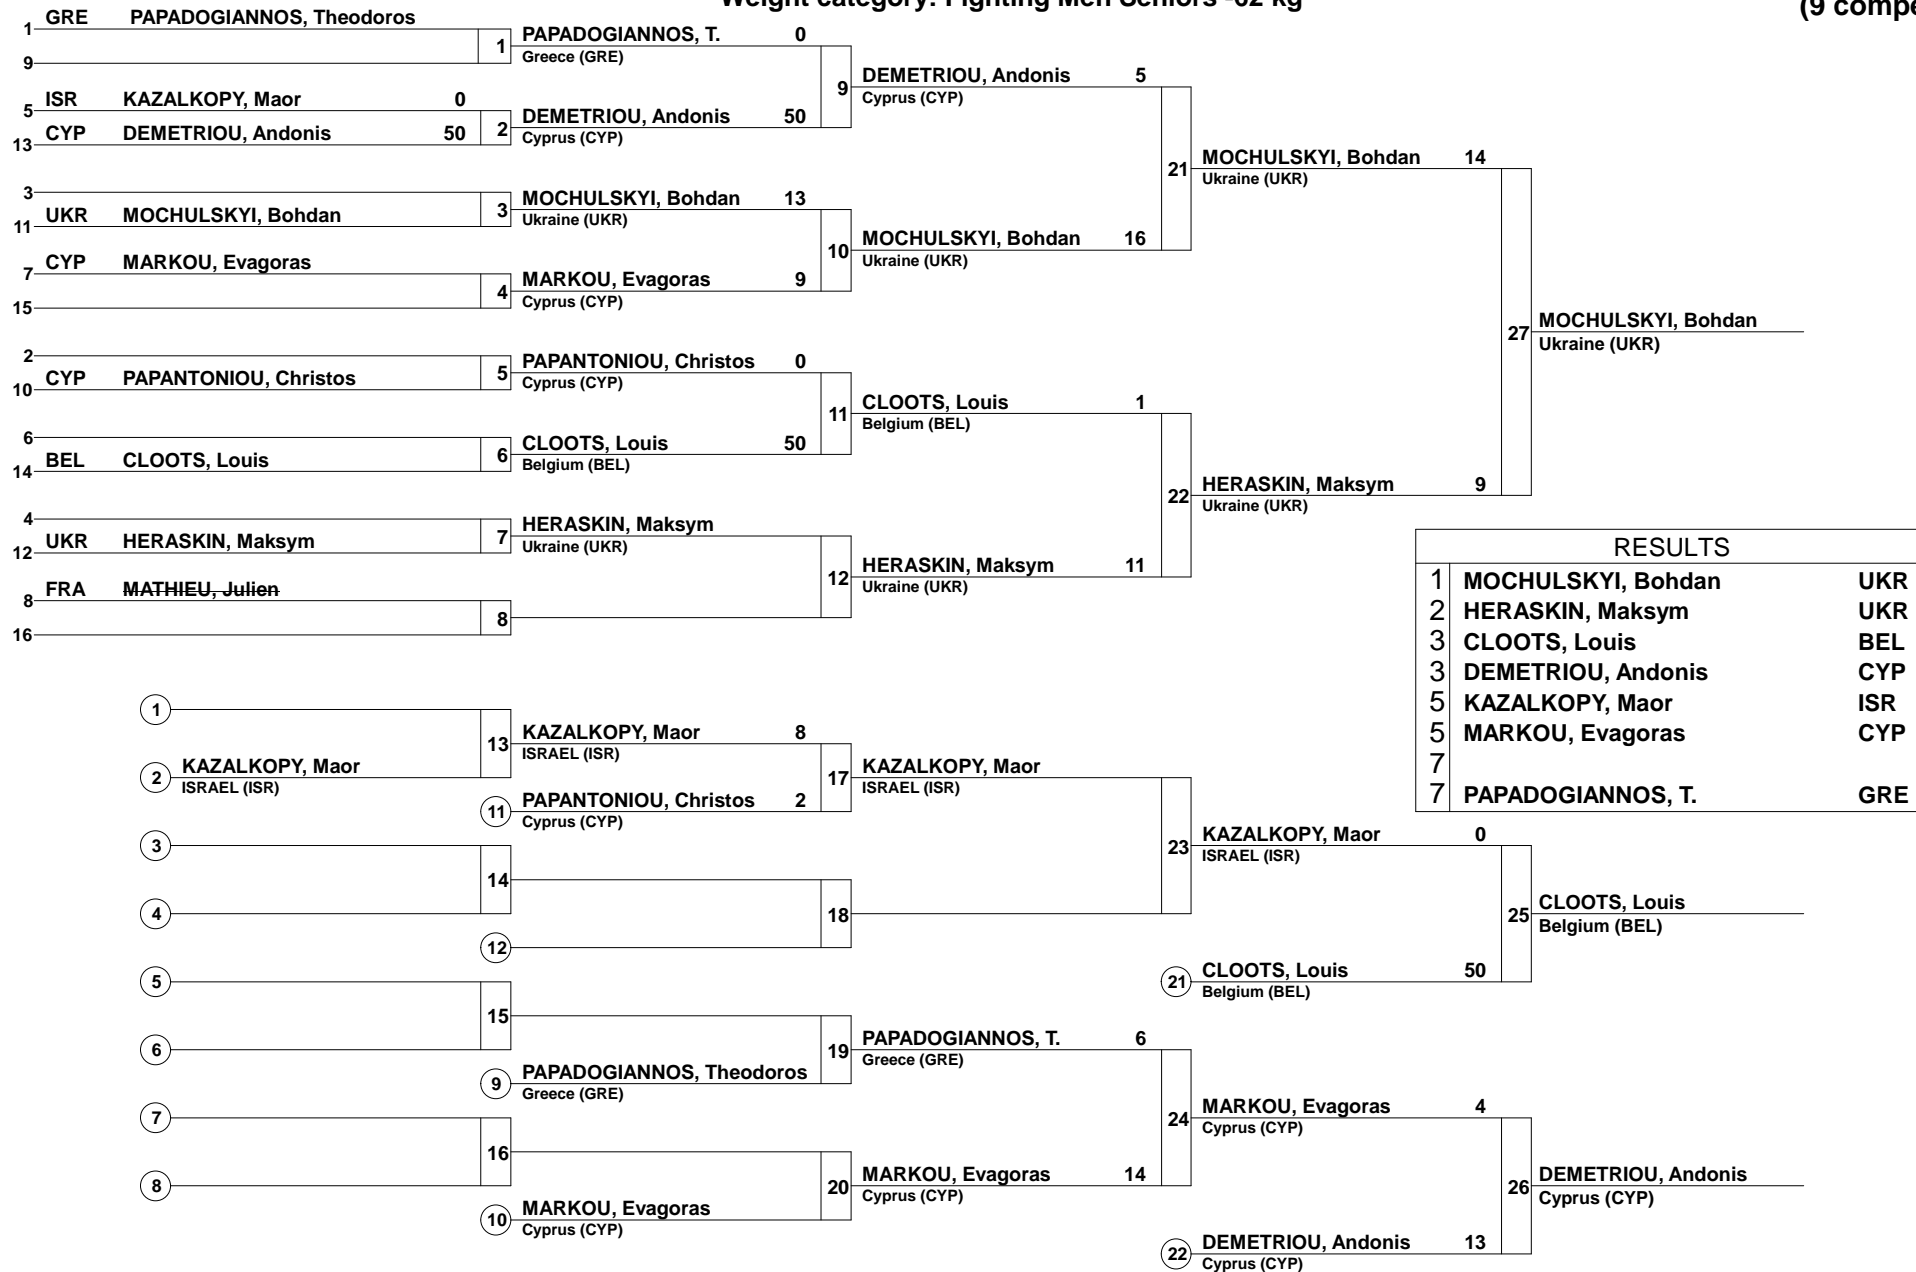 Weight category: Fighting Men Seniors -62 kg
(9 compe
1 GRE PAPADOGIANNOS, Theodoros
9
1 PAPADOGIANNOS, T. 0
Greece (GRE)
5 ISR KAZALKOPY, Maor 0
13 CYP DEMETRIOU, Andonis 50
2 DEMETRIOU, Andonis 50
Cyprus (CYP)
9 DEMETRIOU, Andonis 5
Cyprus (CYP)
3
11 UKR MOCHULSKYI, Bohdan
3 MOCHULSKYI, Bohdan 13
Ukraine (UKR)
7 CYP MARKOU, Evagoras
15
4 MARKOU, Evagoras 9
Cyprus (CYP)
10 MOCHULSKYI, Bohdan 16
Ukraine (UKR)
21 MOCHULSKYI, Bohdan 14
Ukraine (UKR)
2
10 CYP PAPANTONIOU, Christos
5 PAPANTONIOU, Christos 0
Cyprus (CYP)
6
14 BEL CLOOTS, Louis
6 CLOOTS, Louis 50
Belgium (BEL)
11 CLOOTS, Louis 1
Belgium (BEL)
4
12 UKR HERASKIN, Maksym
7 HERASKIN, Maksym
Ukraine (UKR)
8 FRA MATHIEU, Julien
16
8
12 HERASKIN, Maksym 11
Ukraine (UKR)
22 HERASKIN, Maksym 9
Ukraine (UKR)
27 MOCHULSKYI, Bohdan
Ukraine (UKR)
RESULTS
1 MOCHULSKYI, Bohdan UKR
2 HERASKIN, Maksym UKR
3 CLOOTS, Louis BEL
3 DEMETRIOU, Andonis CYP
5 KAZALKOPY, Maor ISR
5 MARKOU, Evagoras CYP
7
7 PAPADOGIANNOS, T. GRE
1
2 KAZALKOPY, Maor
ISRAEL (ISR)
13 KAZALKOPY, Maor 8
ISRAEL (ISR)
11 PAPANTONIOU, Christos 2
Cyprus (CYP)
17 KAZALKOPY, Maor
ISRAEL (ISR)
3
4
14
12
18
23 KAZALKOPY, Maor 0
ISRAEL (ISR)
21 CLOOTS, Louis 50
Belgium (BEL)
25 CLOOTS, Louis
Belgium (BEL)
5
6
15
9 PAPADOGIANNOS, Theodoros
Greece (GRE)
19 PAPADOGIANNOS, T. 6
Greece (GRE)
7
8
16
10 MARKOU, Evagoras
Cyprus (CYP)
20 MARKOU, Evagoras 14
Cyprus (CYP)
24 MARKOU, Evagoras 4
Cyprus (CYP)
22 DEMETRIOU, Andonis 13
Cyprus (CYP)
26 DEMETRIOU, Andonis
Cyprus (CYP)